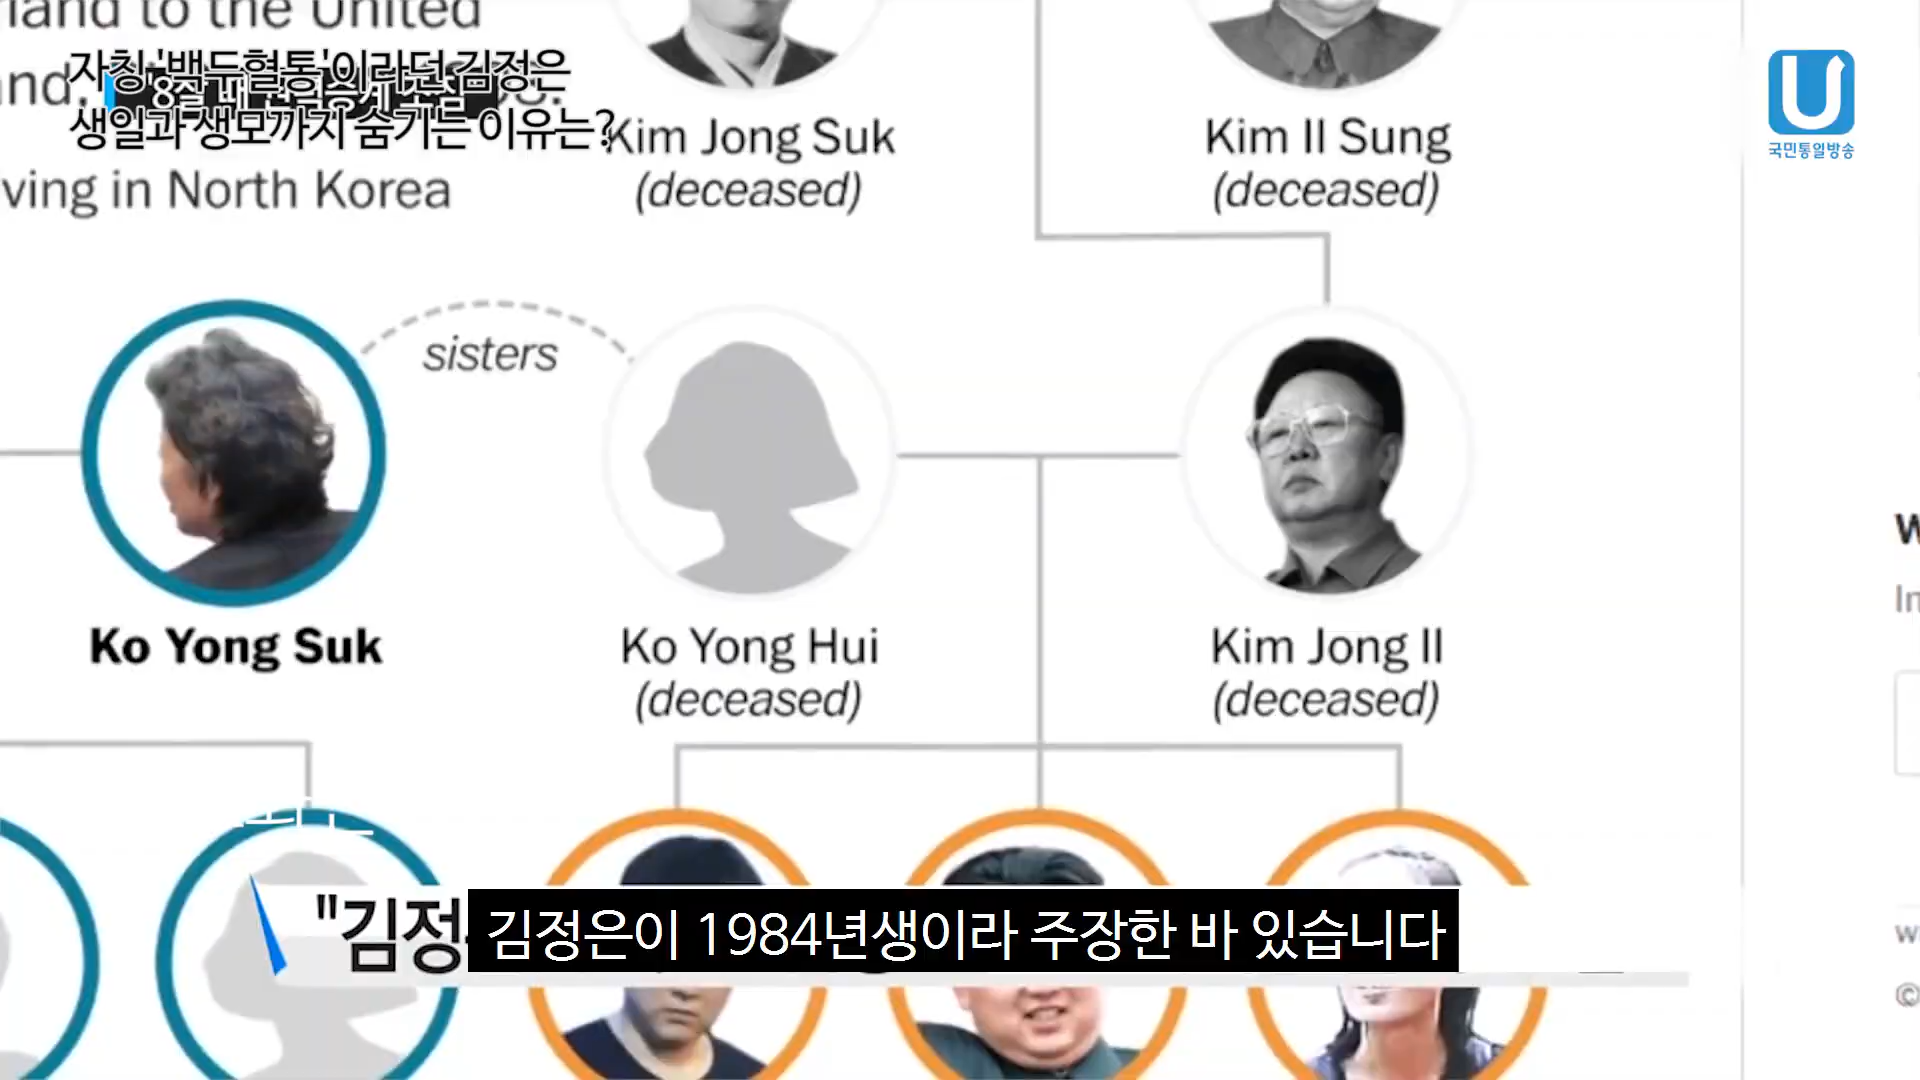 land to the United
자칭 '백두혈통'이라던 김정은
생일과 생모까지 숨기는 이유는?
ving in North Korea
Kim Jong Suk
(deceased)
Kim Il Sung
(deceased)
국민통일방송
sisters
Ko Yong Suk
Ko Yong Hui
(deceased)
Kim Jong Il
(deceased)
"김정
김정은이 1984년생이라 주장한 바 있습니다